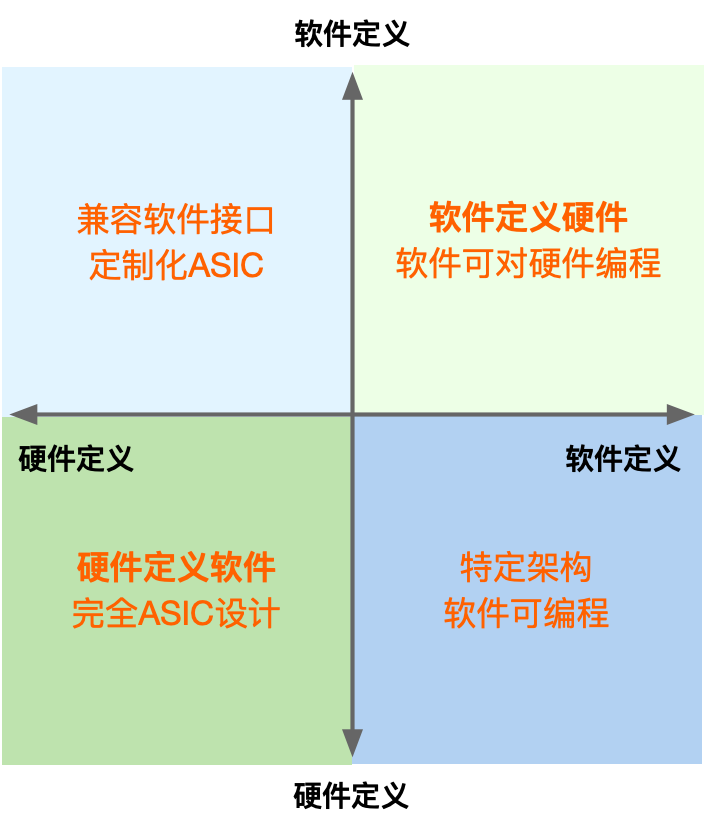 软件定义
兼容软件接口
定制化ASIC
软件定义硬件
软件可对硬件编程
硬件定义
软件定义
硬件定义软件
完全ASIC设计
特定架构
软件可编程
硬件定义